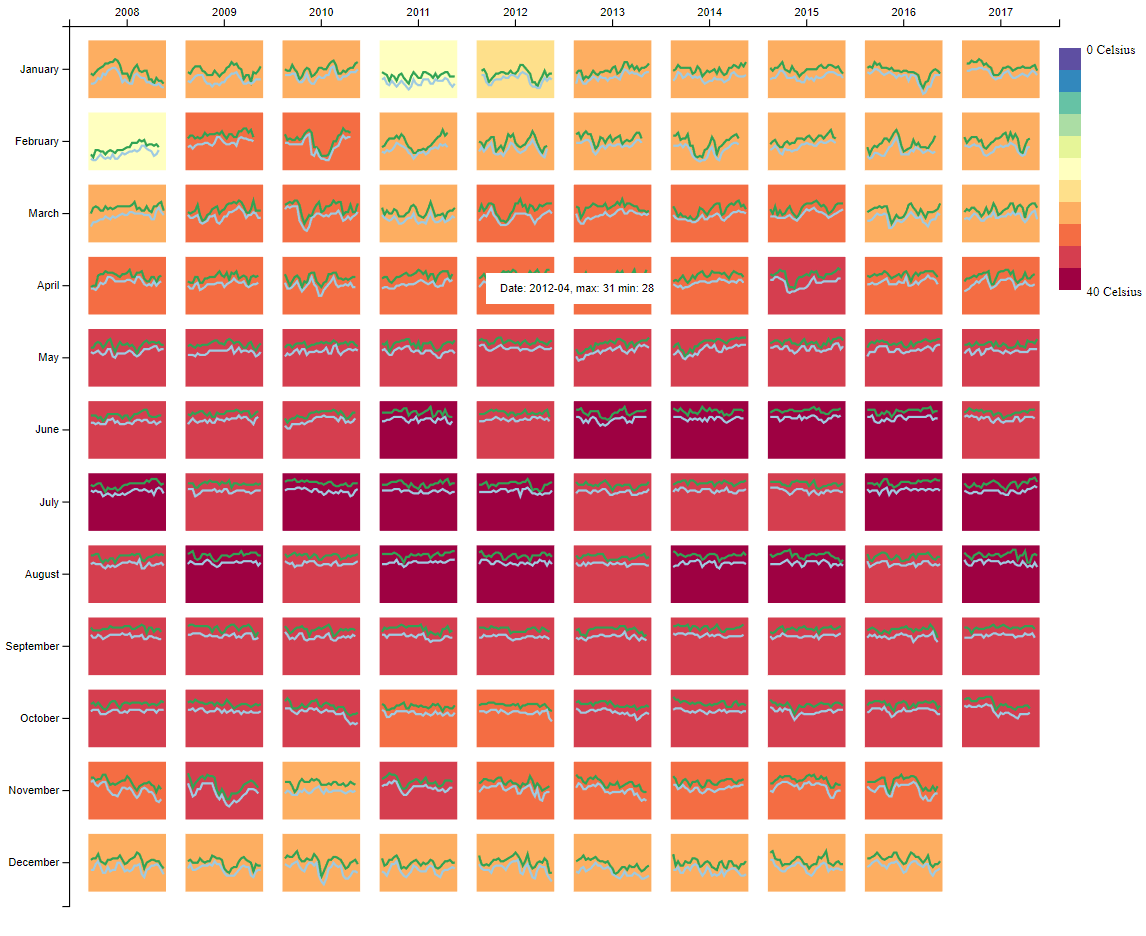 2008 2009 2010 2011 2012 2013 2014 2015 2016 2017
0 Celsius
January
February
March
April
Date: 2012-04, max: 31 min: 28
40 Celsius
May
June
July
August
September
October
November
December